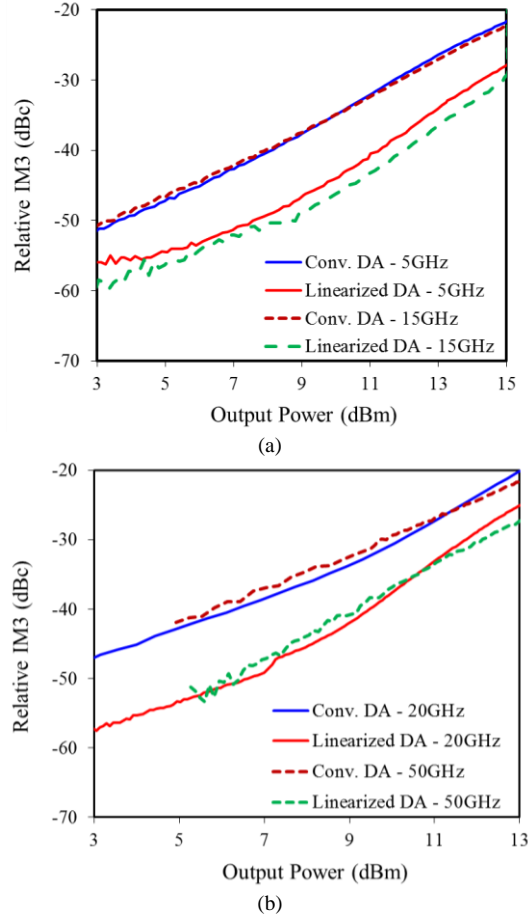 -20
-30
-40
-50
-60
-70
Relative IM3 (dBc)
Conv. DA - 5GHz
Linearized DA - 5GHz
Conv. DA - 15GHz
Linearized DA - 15GHz
3 5 7 9 11 13 15
Output Power (dBm)
(a)
-20
-30
-40
-50
-60
-70
Relative IM3 (dBc)
Conv. DA - 20GHz
Linearized DA - 20GHz
Conv. DA - 50GHz
Linearized DA - 50GHz
3 5 7 9 11 13
Output Power (dBm)
(b)